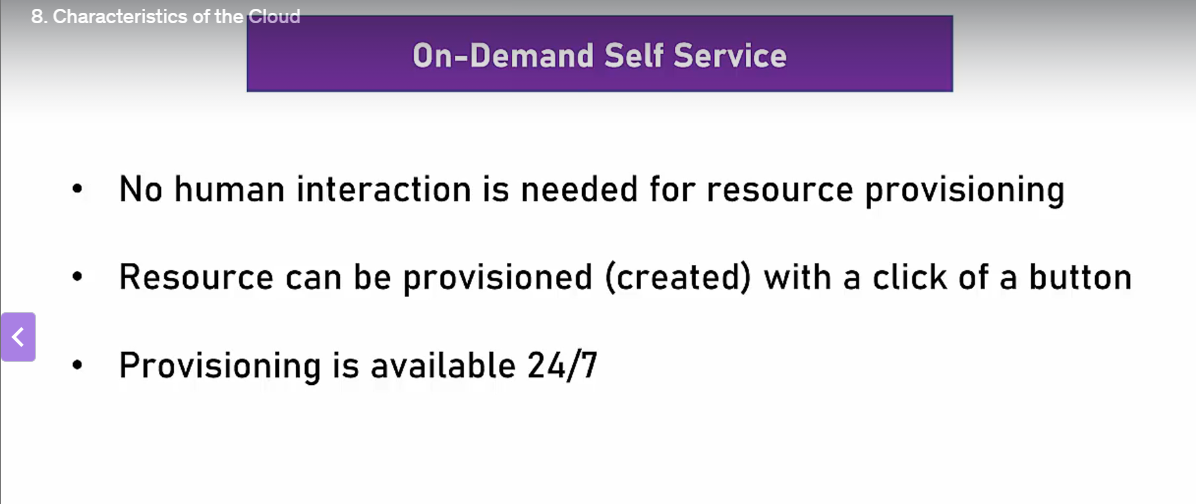 8. Characteristics of the Cloud
On-Demand Self Service
• No human interaction is needed for resource provisioning
• Resource can be provisioned (created) with a click of a button
• Provisioning is available 24/7